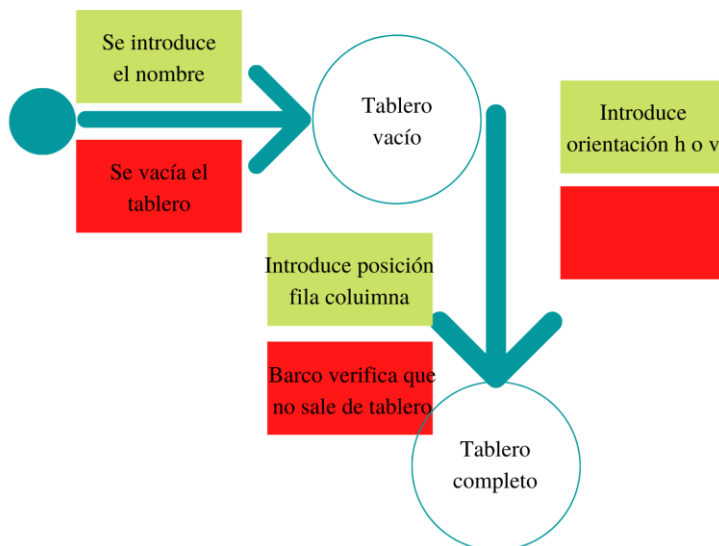 Se introduce
el nombre
Se vacía el
tablero
Tablero
vacío
Introduce
orientación h o v
Introduce posición
fila coluimna
Barco verifica que
no sale de tablero
Tablero
completo